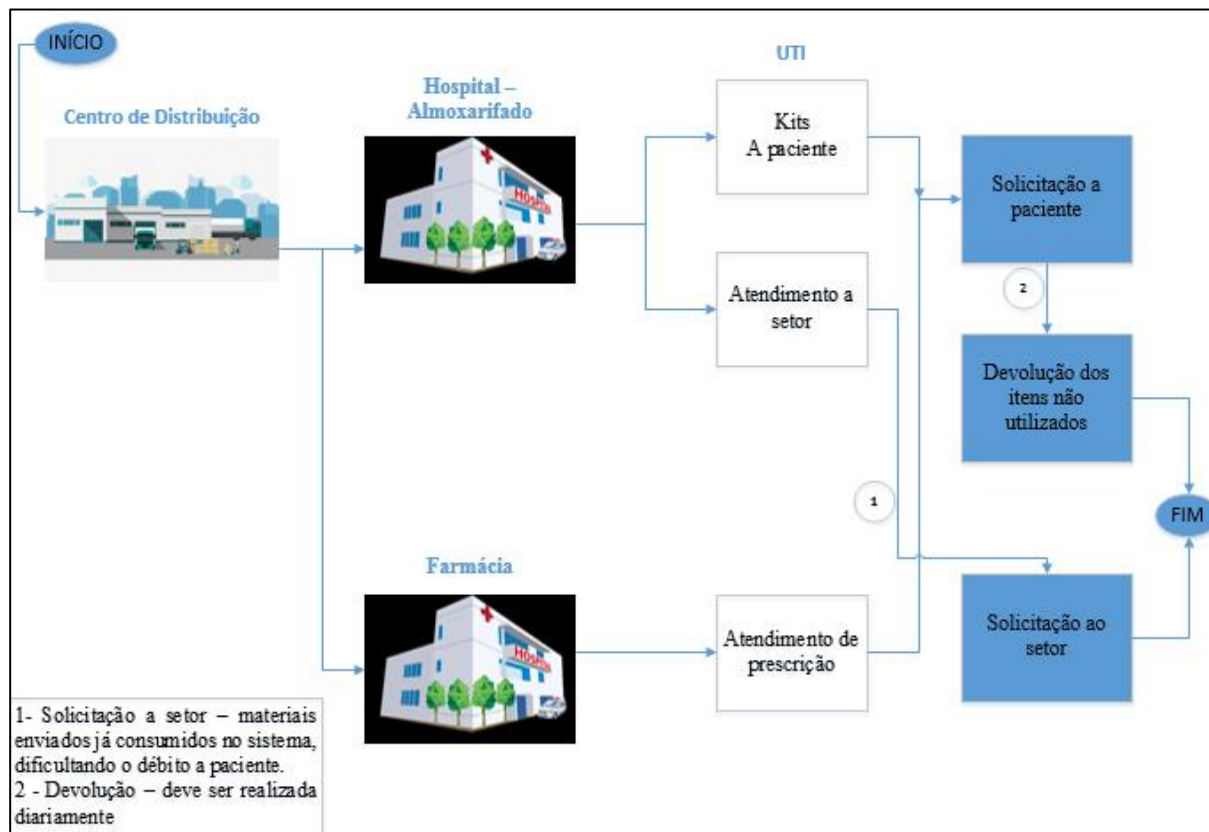 INÍCIO
Centro de Distribuição
Hospital –
Almoxarifado
HOSPITAL
UTI
Kits
A paciente
Solicitação a
paciente
2
Atendimento a
setor
Devolução dos
itens não
utilizados
1
FIM
Farmácia
HOSPITAL
Atendimento de
prescrição
Solicitação ao
setor
1- Solicitação a setor – materiais
enviados já consumidos no sistema,
dificultando o débito a paciente.
2 - Devolução – deve ser realizada
diariamente